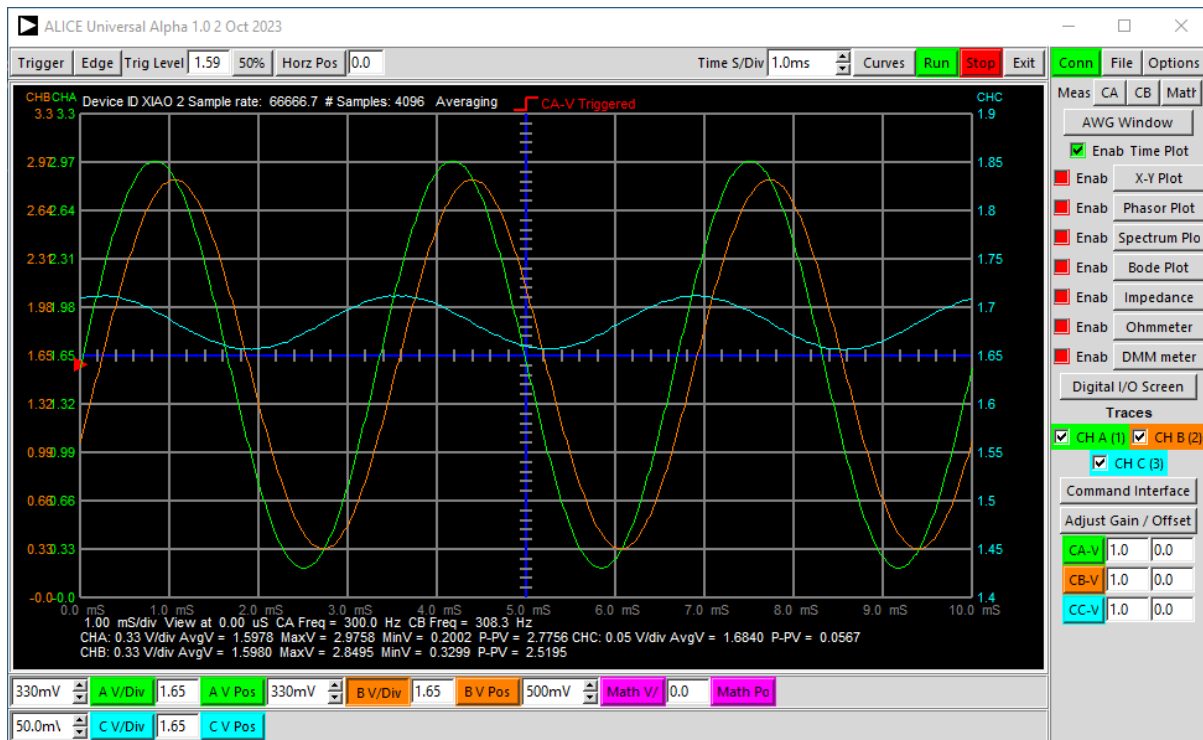 ALICE Universal Alpha 1.0 2 Oct 2023
Trigger Edge Trig Level 1.59 50% Horz Pos 0.0 Time S/Div 1.0ms Curves Run Stop Exit Conn File Options
Meas CA CB Matr
AWG Window
Enab Time Plot
Enab X-Y Plot
Enab Phasor Plot
Enab Spectrum Plo
Enab Bode Plot
Enab Impedance
Enab Ohmmeter
Enab DMM meter
Digital I/O Screen
Traces
CH A (1) CH B (2)
CH C (3)
Command Interface
Adjust Gain / Offset
CA-V 1.0 0.0
CB-V 1.0 0.0
CC-V 1.0 0.0
CHB CHA Device ID XIAO 2 Sample rate: 66666.7 # Samples: 4096 Averaging CA-V Triggered CHC
3.3 3.3 1.9
2.97 2.97 1.85
2.64 2.64 1.8
2.31 2.31 1.75
1.98 1.98 1.7
1.65 1.65 1.65
1.32 1.32 1.6
0.99 0.99 1.55
0.66 0.66 1.5
0.33 0.33 1.45
-0.0 -0.0 1.4
0.0 mS 1.0 mS 2.0 mS 3.0 mS 4.0 mS 5.0 mS 6.0 mS 7.0 mS 8.0 mS 9.0 mS 10.0 mS
1.00 mS/div View at 0.00 uS CA Freq = 300.0 Hz CB Freq = 308.3 Hz
CHA: 0.33 V/div AvgV = 1.5978 MaxV = 2.9758 MinV = 0.2002 P-PV = 2.7756 CHC: 0.05 V/div AvgV = 1.6840 P-PV = 0.0567
CHB: 0.33 V/div AvgV = 1.5980 MaxV = 2.8495 MinV = 0.3299 P-PV = 2.5195
330mV A V/Div 1.65 A V Pos 330mV B V/Div 1.65 B V Pos 500mV Math V/ 0.0 Math Po
50.0m\ C V/Div 1.65 C V Pos